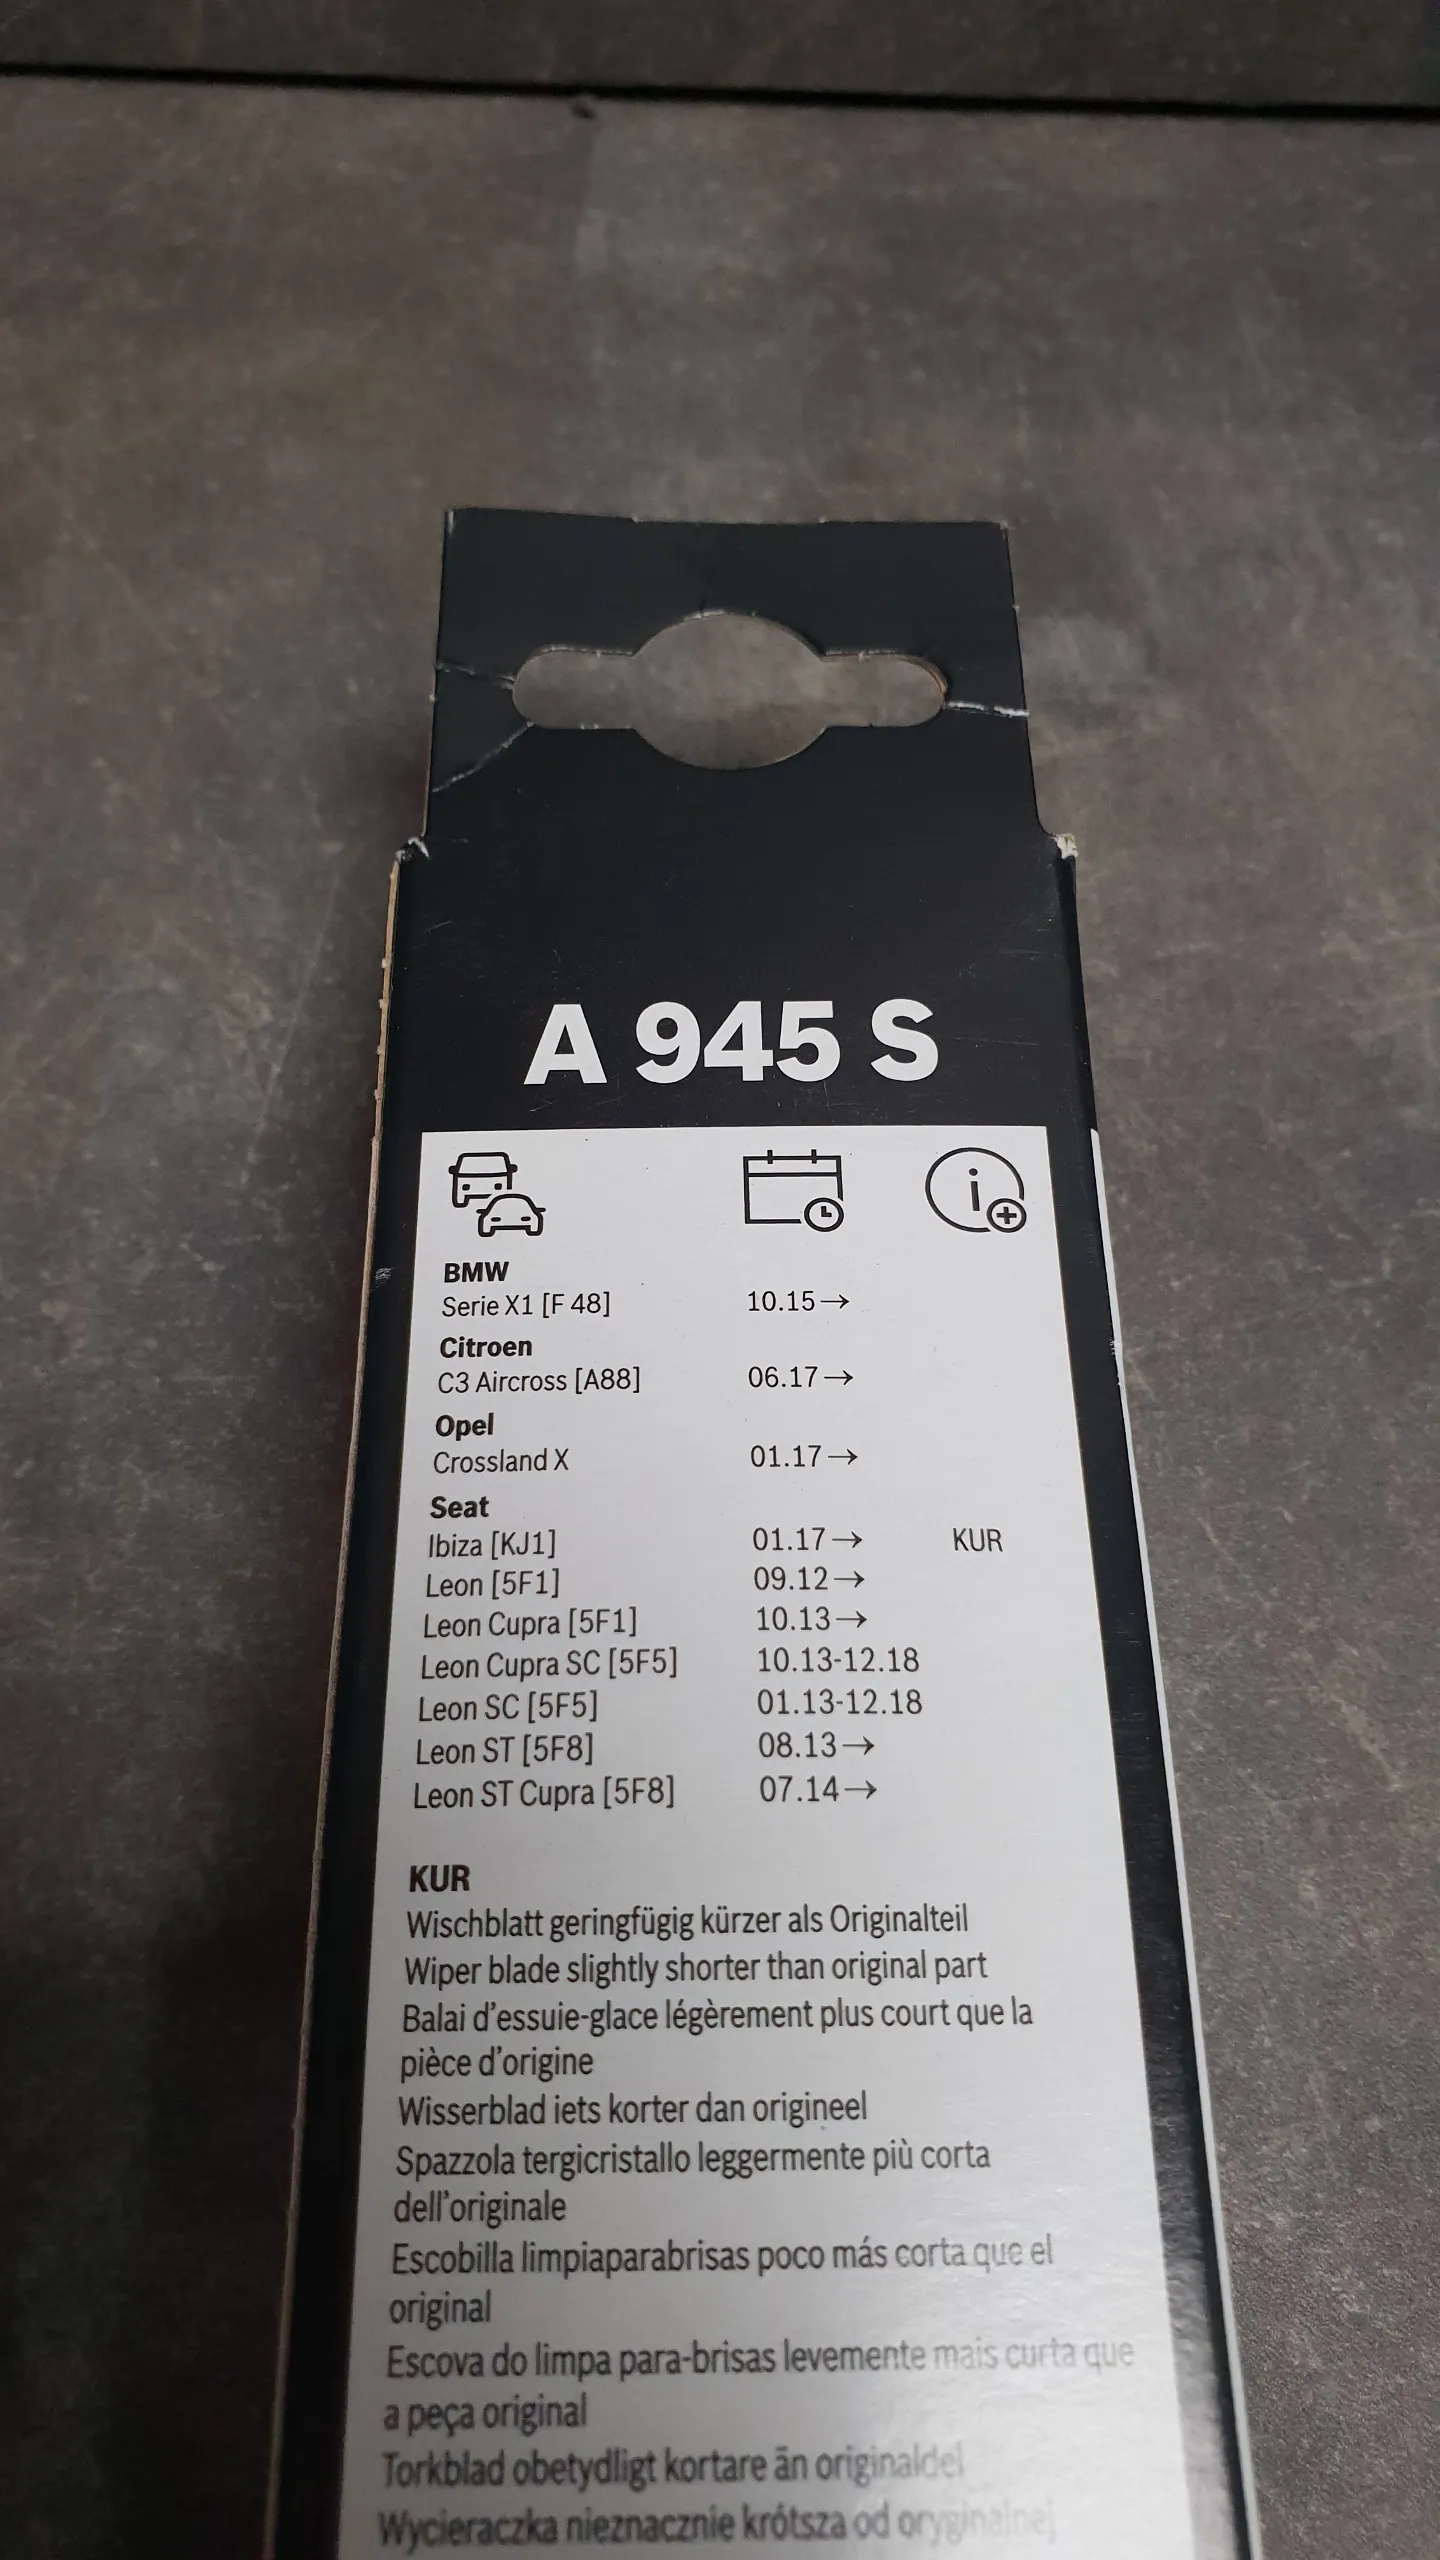 A 945 S
BMW
Serie X1 [F 48] 10.15→
Citroen
C3 Aircross [A88] 06.17→
Opel
Crossland X 01.17→
Seat
Ibiza [KJ1] 01.17→ KUR
Leon [5F1] 09.12→
Leon Cupra [5F1] 10.13→
Leon Cupra SC [5F5] 10.13-12.18
Leon SC [5F5] 01.13-12.18
Leon ST [5F8] 08.13→
Leon ST Cupra [5F8] 07.14→
KUR
Wischblatt geringfügig kürzer als Originalteil
Wiper blade slightly shorter than original part
Balai d'essuie-glace légèrement plus court que la
pièce d'origine
Wisserblad iets korter dan origineel
Spazzola tergicristallo leggermente più corta
dell'originale
Escobilla limpiaparabrisas poco más corta que el
original
Escova do limpa para-brisas levemente mais curta que
a peça original
Torkblad obetydligt kortare än originaldel
Wycieraczka nieznacznie krótsza od oryginalnej